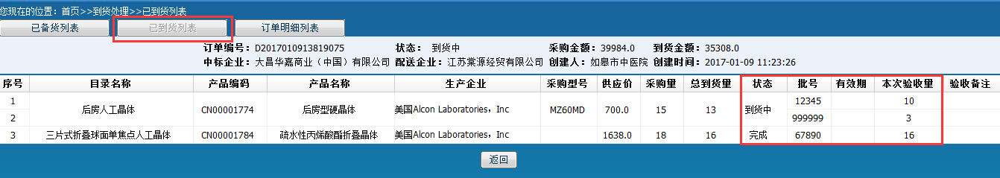 您现在的位置：首页>>到货处理>>已到货列表
已备货列表 已到货列表 订单明细列表
订单编号：D2017010913819075 状态： 到货中 采购金额：39984.0 到货金额：35308.0
中标企业：大昌华嘉商业（中国）有限公司 配送企业：江苏棠源经贸有限公司 创建人：如皋市中医院 创建时间：2017-01-09 11:23:26
序号 目录名称 产品编码 产品名称 生产企业 采购型号 供应价 采购量 总到货量 状态 批号 有效期 本次验收量 验收备注
1 后房人工晶体 CN00001774 后房型硬晶体 美国Alcon Laboratories，Inc MZ60MD 700.0 15 13 到货中 12345 10
2 999999 3
3 三片式折叠球面单焦点人工晶体 CN00001784 疏水性丙烯酸酯折叠晶体 美国Alcon Laboratories，Inc 1638.0 18 16 完成 67890 16
返回